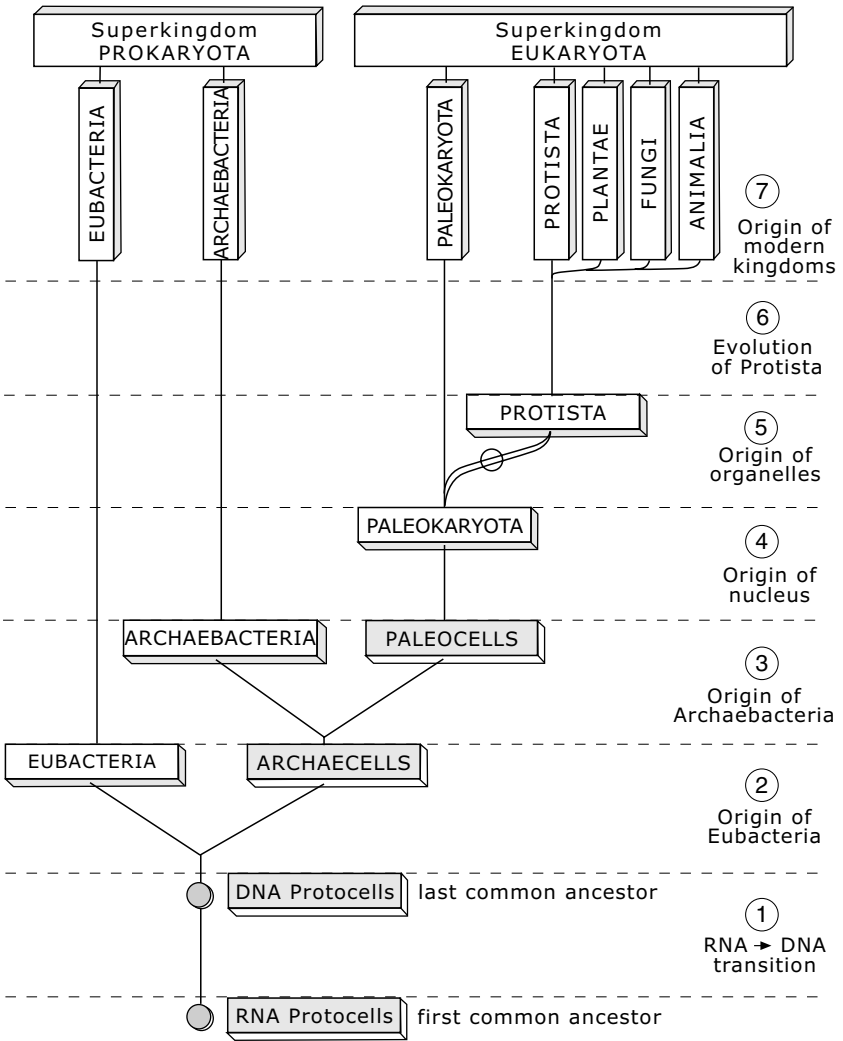 Superkingdom
PROKARYOTA
Superkingdom
EUKARYOTA
EUBACTERIA
ARCHAEBACTERIA
PALEOKARYOTA
PROTISTA
PLANTAE
FUNGI
ANIMALIA
7
Origin of
modern
kingdoms
6
Evolution
of Protista
PROTISTA
5
Origin of
organelles
PALEOKARYOTA
4
Origin of
nucleus
ARCHAEBACTERIA
PALEOCELLS
3
Origin of
Archaebacteria
EUBACTERIA
ARCHAECELLS
2
Origin of
Eubacteria
DNA Protocells
last common ancestor
1
RNA → DNA
transition
RNA Protocells
first common ancestor